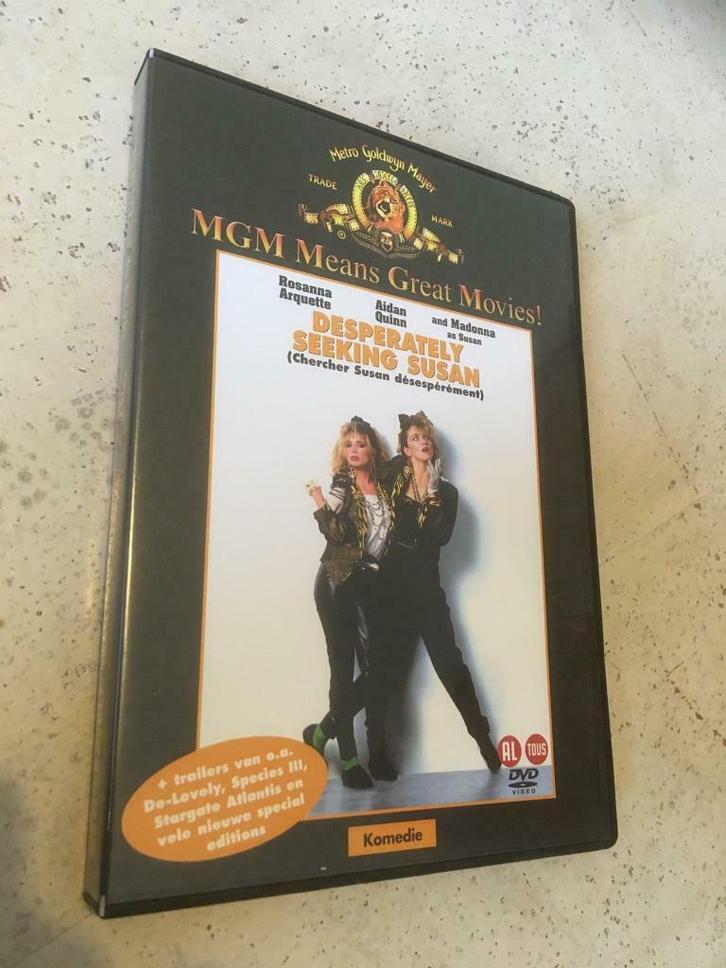 Metro Goldwyn Mayer
TRADE MARK
®
MGM Means Great Movies!
Rosanna
Arquette
Aidan
Quinn
and Madonna
as Susan
DESPERATELY
SEEKING SUSAN
(Chercher Susan désespérément)
AL TOUS
DVD
VIDEO
+ trailers van o.a.
De-Lovely, Species III,
Stargate Atlantis en
vele nieuwe special
editions
Komedie